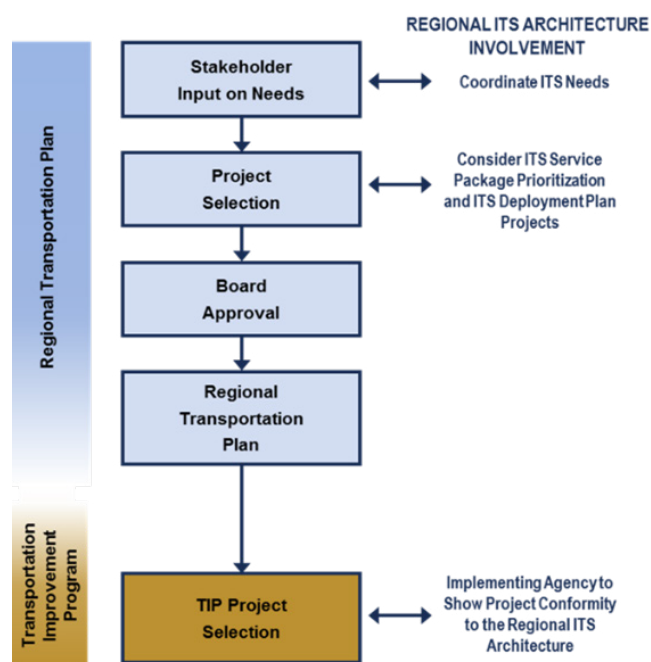 REGIONAL ITS ARCHITECTURE
INVOLVEMENT
Stakeholder
Input on Needs
Coordinate ITS Needs
Project
Selection
Consider ITS Service
Package Prioritization
and ITS Deployment Plan
Projects
Board
Approval
Regional
Transportation
Plan
TIP Project
Selection
Implementing Agency to
Show Project Conformity
to the Regional ITS
Architecture
Regional Transportation Plan
Transportation
Improvement
Program